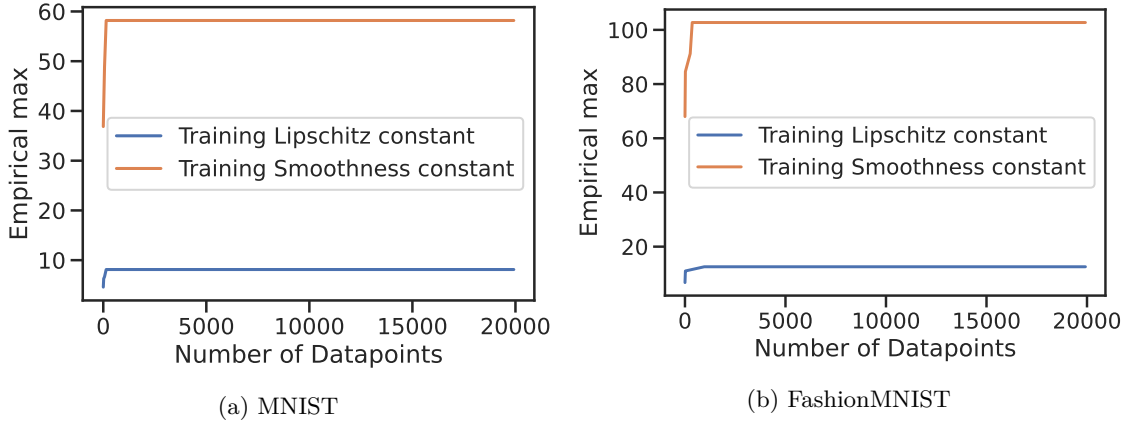 60
50
40
30
20
10
Empirical max
Training Lipschitz constant
Training Smoothness constant
0 5000 10000 15000 20000
Number of Datapoints
(a) MNIST
100
80
60
40
20
Empirical max
Training Lipschitz constant
Training Smoothness constant
0 5000 10000 15000 20000
Number of Datapoints
(b) FashionMNIST